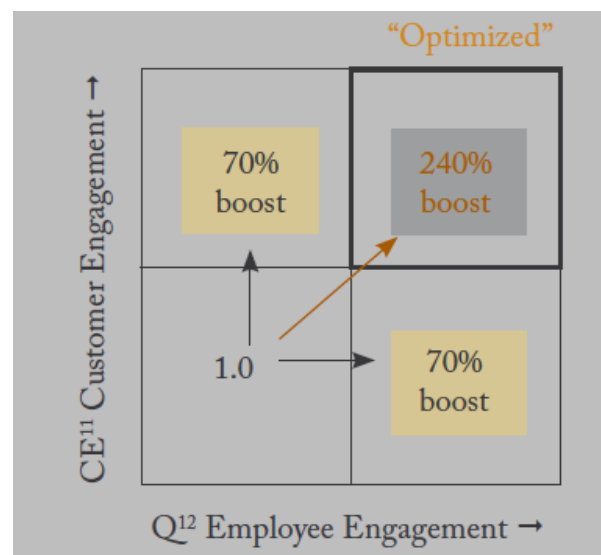 “Optimized”
CE¹¹ Customer Engagement →
70%
boost
240%
boost
1.0
70%
boost
Q¹² Employee Engagement →